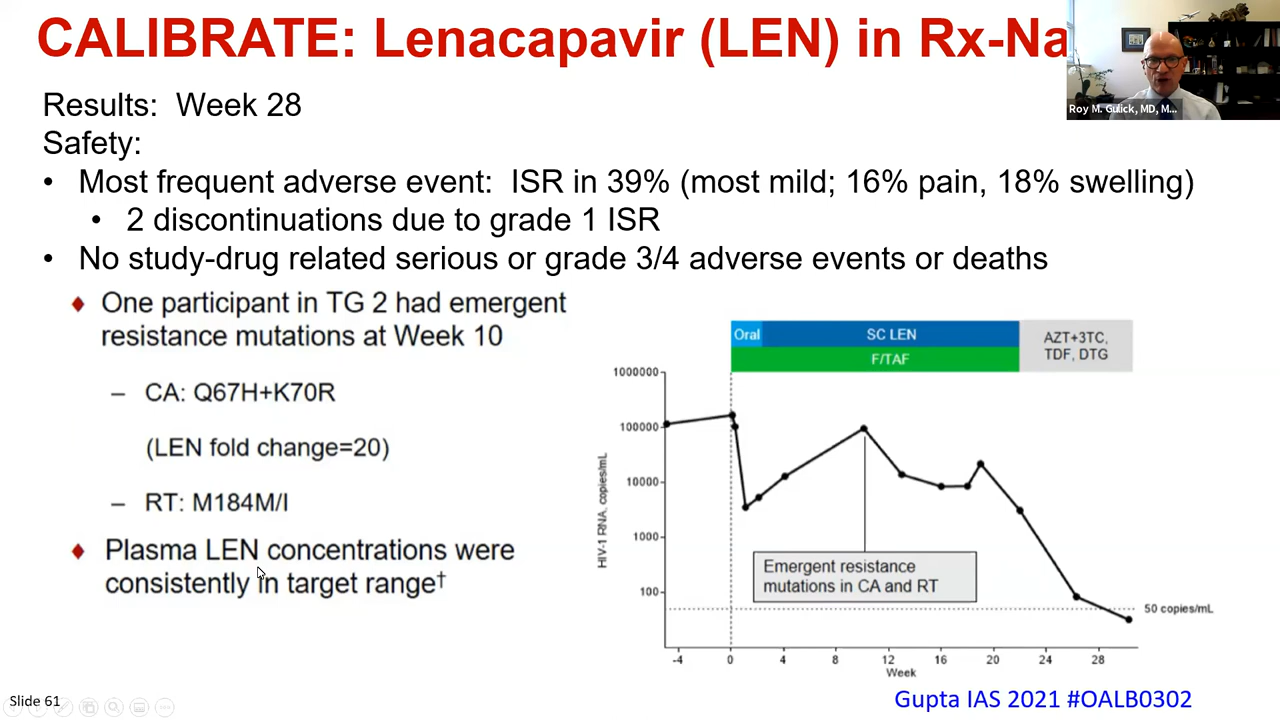 CALIBRATE: Lenacapavir (LEN) in Rx-Na
Roy M. Gulick, MD, M...
Results: Week 28
Safety:
• Most frequent adverse event: ISR in 39% (most mild; 16% pain, 18% swelling)
• 2 discontinuations due to grade 1 ISR
• No study-drug related serious or grade 3/4 adverse events or deaths
♦ One participant in TG 2 had emergent
resistance mutations at Week 10
– CA: Q67H+K70R
(LEN fold change=20)
– RT: M184M/I
♦ Plasma LEN concentrations were
consistently in target range†
Oral
SC LEN
F/TAF
AZT+3TC,
TDF, DTG
HIV-1 RNA, copies/mL
1000000
100000
10000
1000
100
Emergent resistance
mutations in CA and RT
50 copies/mL
-4 0 4 8 12 16 20 24 28
Week
Slide 61
Gupta IAS 2021 #OALB0302